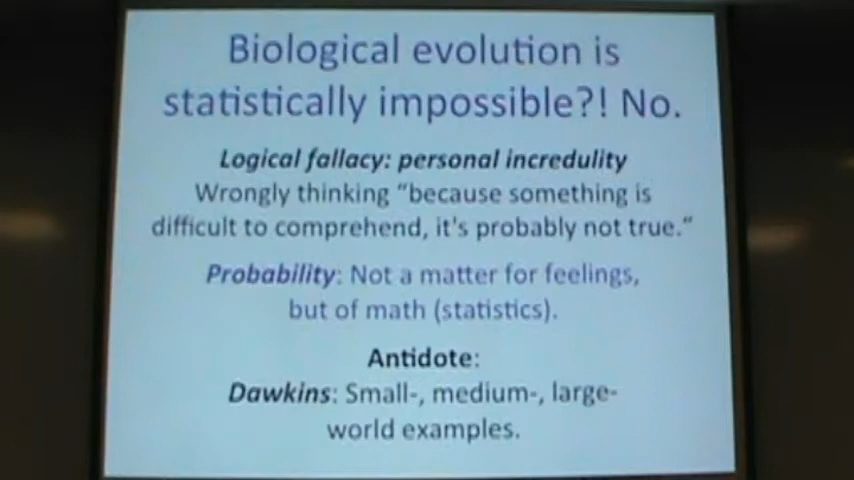 Biological evolution is
statistically impossible?! No.
Logical fallacy: personal incredulity
Wrongly thinking “because something is
difficult to comprehend, it's probably not true.”
Probability: Not a matter for feelings,
but of math (statistics).
Antidote:
Dawkins: Small-, medium-, large-
world examples.